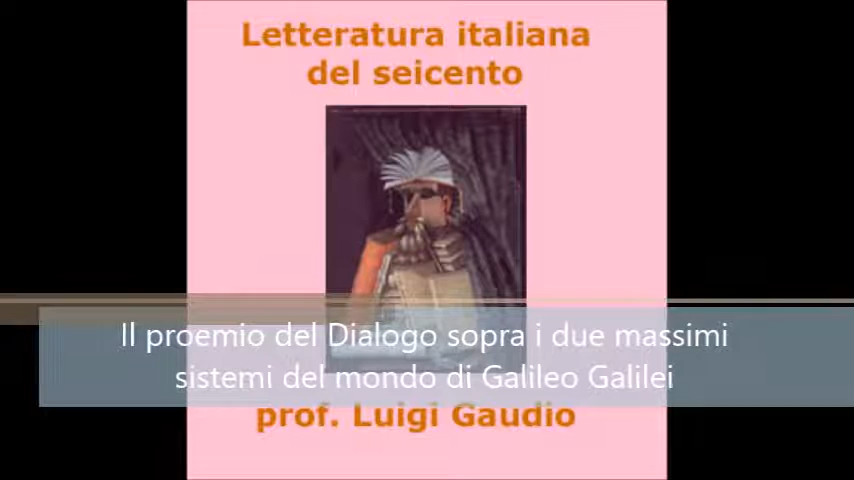 Letteratura italiana
del seicento
Il proemio del Dialogo sopra i due massimi
sistemi del mondo di Galileo Galilei
prof. Luigi Gaudio